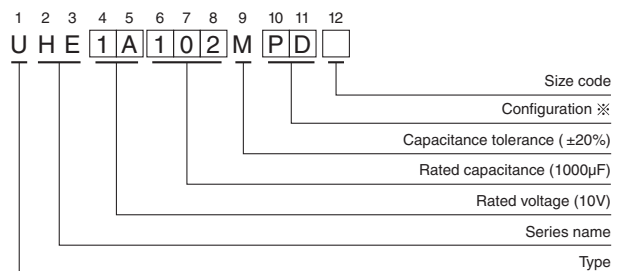 1 2 3 4 5 6 7 8 9 10 11 12
U H E 1 A 1 0 2 M P D
Size code
Configuration ※
Capacitance tolerance ( ±20%)
Rated capacitance (1000µF)
Rated voltage (10V)
Series name
Type